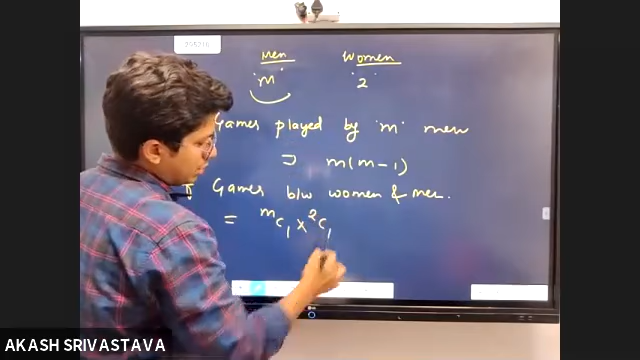 Men Women
'm' '2'
Games played by 'm' men
⊃ m(m-1)
Games b/w women & men.
= ᵐC₁ × ²C₁
AKASH SRIVASTAVA